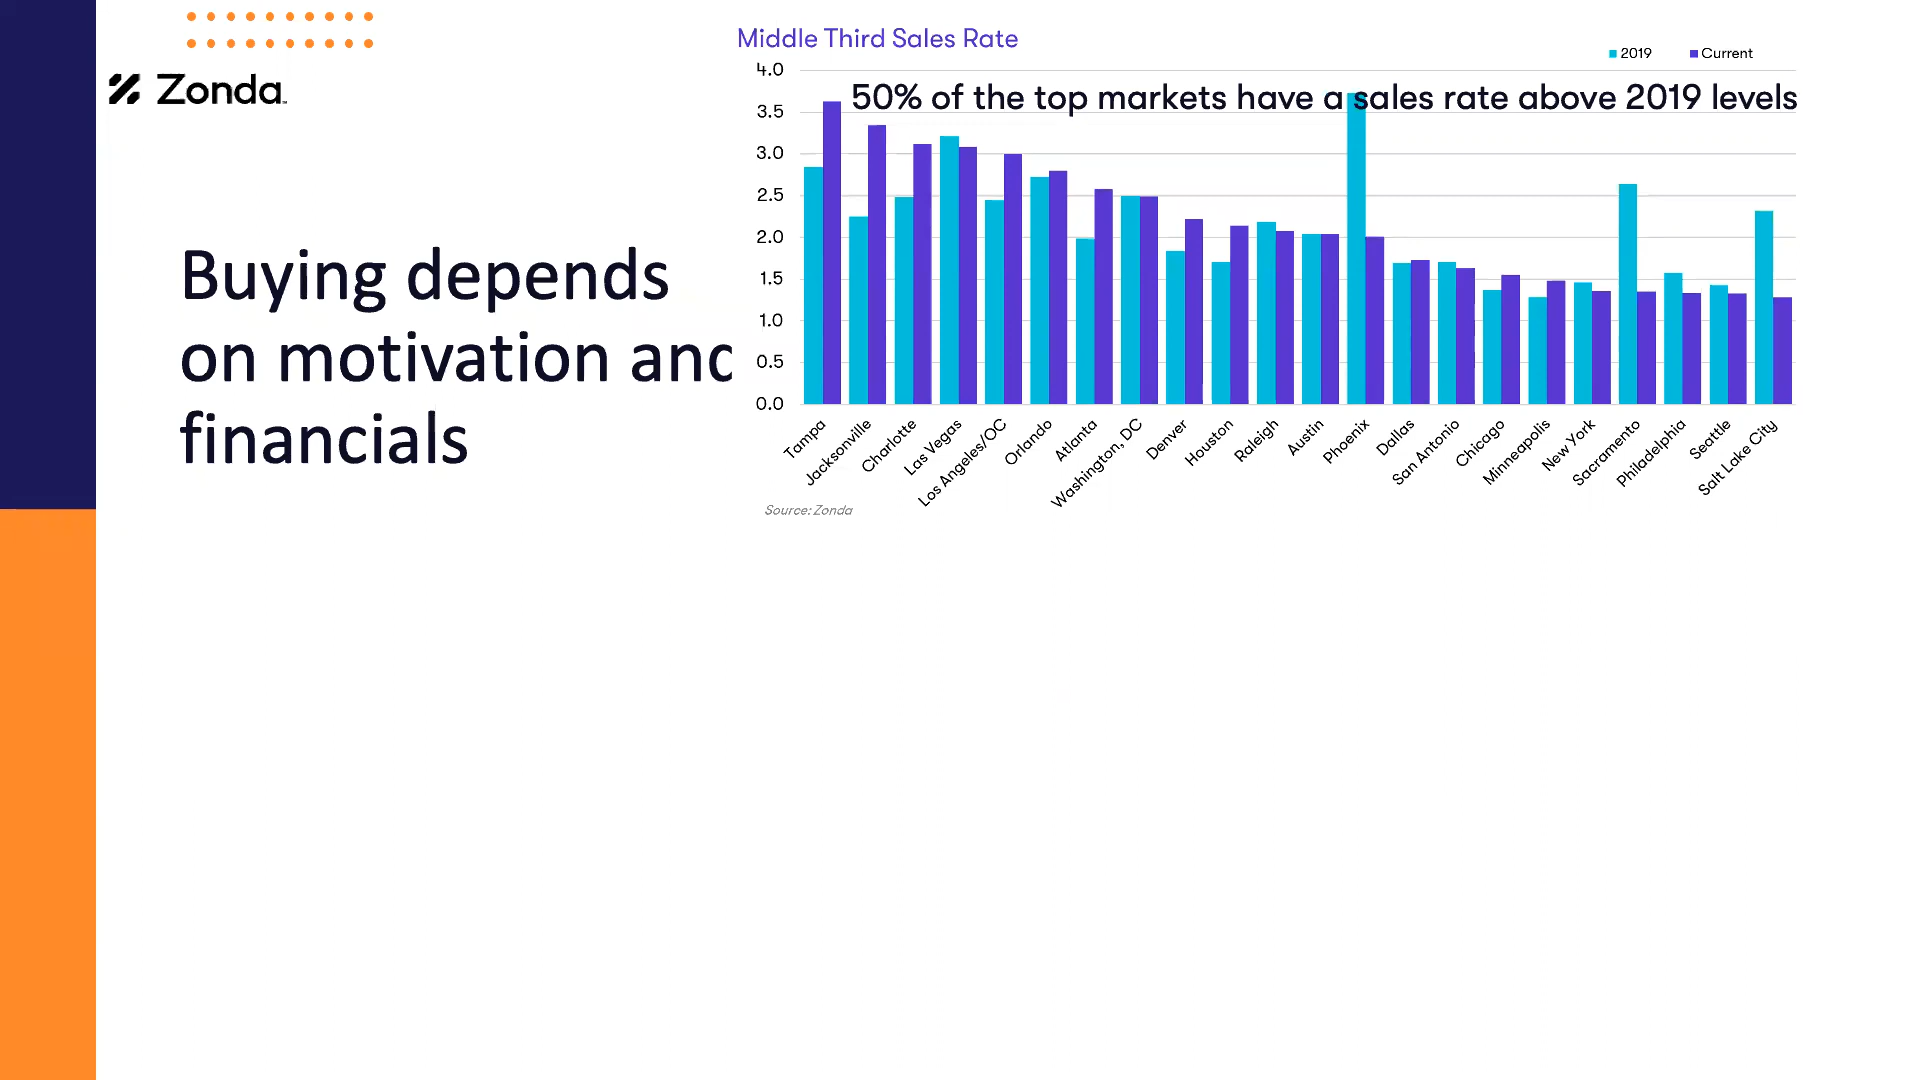 Zonda
Buying depends
on motivation and
financials
Middle Third Sales Rate
2019 Current
50% of the top markets have a sales rate above 2019 levels
4.0
3.5
3.0
2.5
2.0
1.5
1.0
0.5
0.0
Tampa
Jacksonville
Charlotte
Las Vegas
Los Angeles/OC
Orlando
Atlanta
Washington, DC
Denver
Houston
Raleigh
Austin
Phoenix
Dallas
San Antonio
Chicago
Minneapolis
New York
Sacramento
Philadelphia
Seattle
Salt Lake City
Source: Zonda